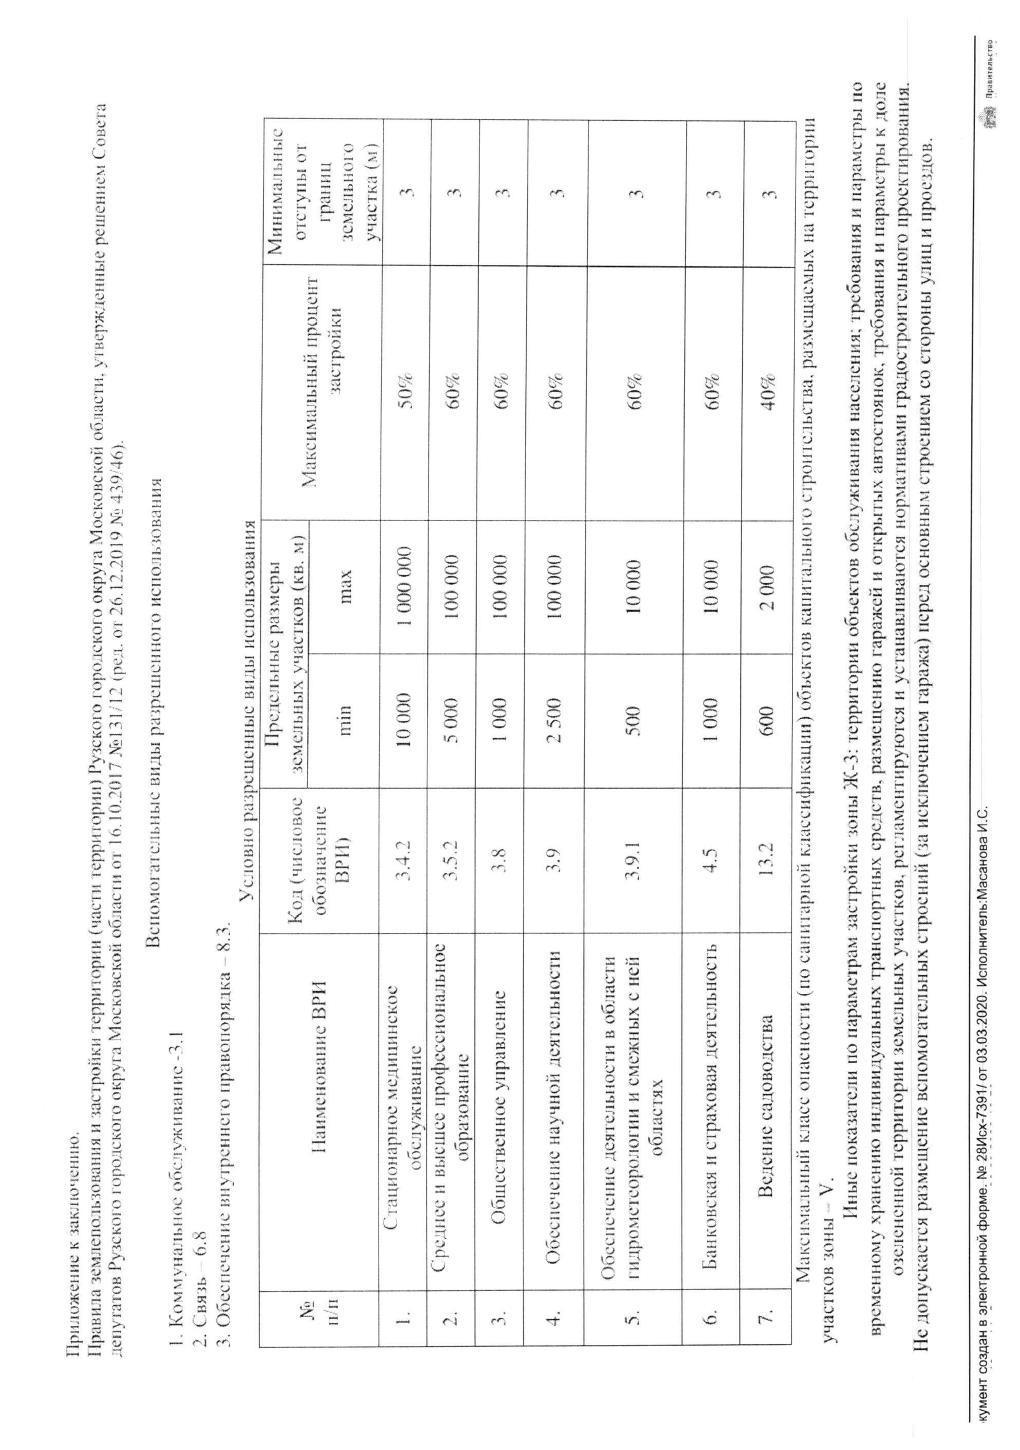 Приложение к заключению.
Правила землепользования и застройки территории (части территории) Рузского городского округа Московской области, утвержденные решением Совета
депутатов Рузского городского округа Московской области от 16.10.2017 №131/12 (ред. от 26.12.2019 № 439/46).
Вспомогательные виды разрешенного использования
1. Коммунальное обслуживание -3.1
2. Связь – 6.8
3. Обеспечение внутреннего правопорядка – 8.3.
Условно разрешенные виды использования
№ п/п | Наименование ВРИ | Код (числовое обозначение ВРИ) | Предельные размеры земельных участков (кв. м) | Максимальный процент застройки | Минимальные отступы от границ земельного участка (м)
min | max
1. | Стационарное медицинское обслуживание | 3.4.2 | 10 000 | 1 000 000 | 50% | 3
2. | Среднее и высшее профессиональное образование | 3.5.2 | 5 000 | 100 000 | 60% | 3
3. | Общественное управление | 3.8 | 1 000 | 100 000 | 60% | 3
4. | Обеспечение научной деятельности | 3.9 | 2 500 | 100 000 | 60% | 3
5. | Обеспечение деятельности в области гидрометеорологии и смежных с ней областях | 3.9.1 | 500 | 10 000 | 60% | 3
6. | Банковская и страховая деятельность | 4.5 | 1 000 | 10 000 | 60% | 3
7. | Ведение садоводства | 13.2 | 600 | 2 000 | 40% | 3
Максимальный класс опасности (по санитарной классификации) объектов капитального строительства, размещаемых на территории
участков зоны – V.
Иные показатели по параметрам застройки зоны Ж-3: территории объектов обслуживания населения; требования и параметры по
временному хранению индивидуальных транспортных средств, размещению гаражей и открытых автостоянок, требования и параметры к доле
озелененной территории земельных участков, регламентируются и устанавливаются нормативами градостроительного проектирования.
Не допускается размещение вспомогательных строений (за исключением гаража) перед основным строением со стороны улиц и проездов.
кумент создан в электронной форме. № 28Исх-7391/ от 03.03.2020. Исполнитель:Масанова И.С.
Правительство